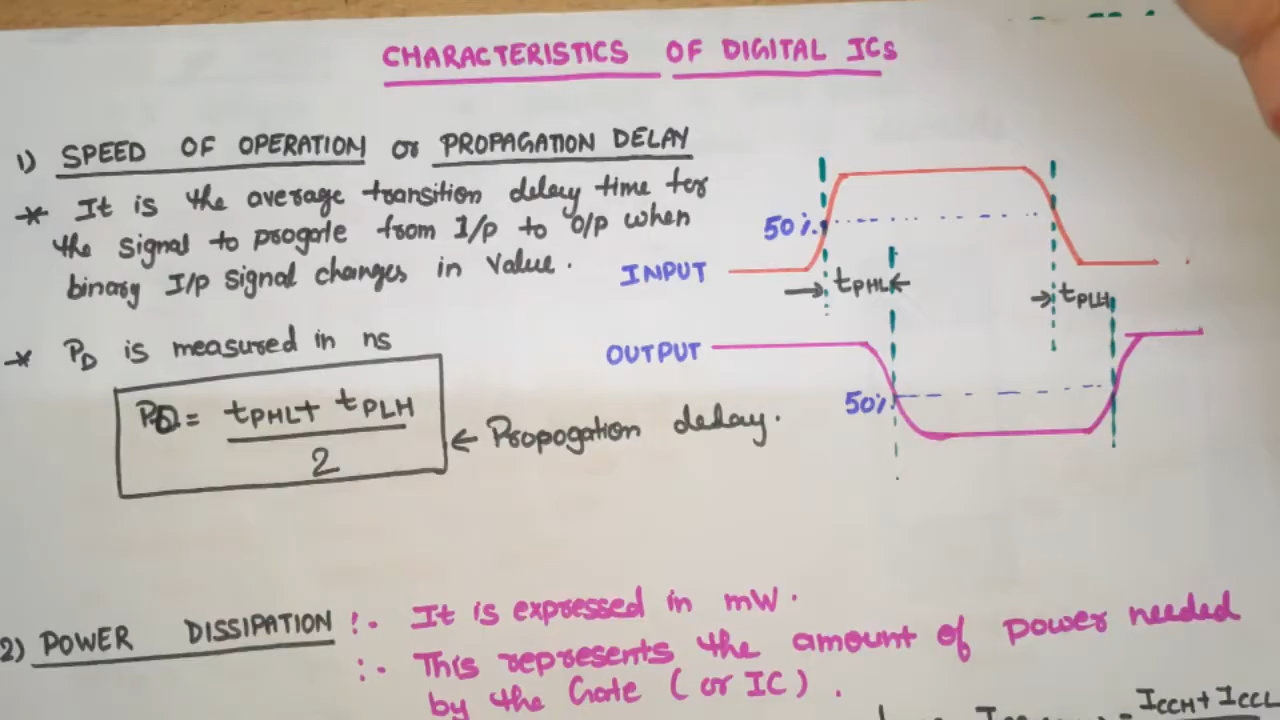 CHARACTERISTICS OF DIGITAL ICs
1) SPEED OF OPERATION or PROPAGATION DELAY
* It is the average transition delay time for
the signal to progate from I/p to O/p when
binary I/p signal changes in value.
* PD is measured in ns
PD = tPHL + tPLH
2
← Propogation delay.
50%
INPUT
→ tPHL ←
→ tPLH
OUTPUT
50%
2) POWER DISSIPATION :- It is expressed in mW.
:- This represents the amount of power needed
by the Gate (or IC).
ICCH + ICCL